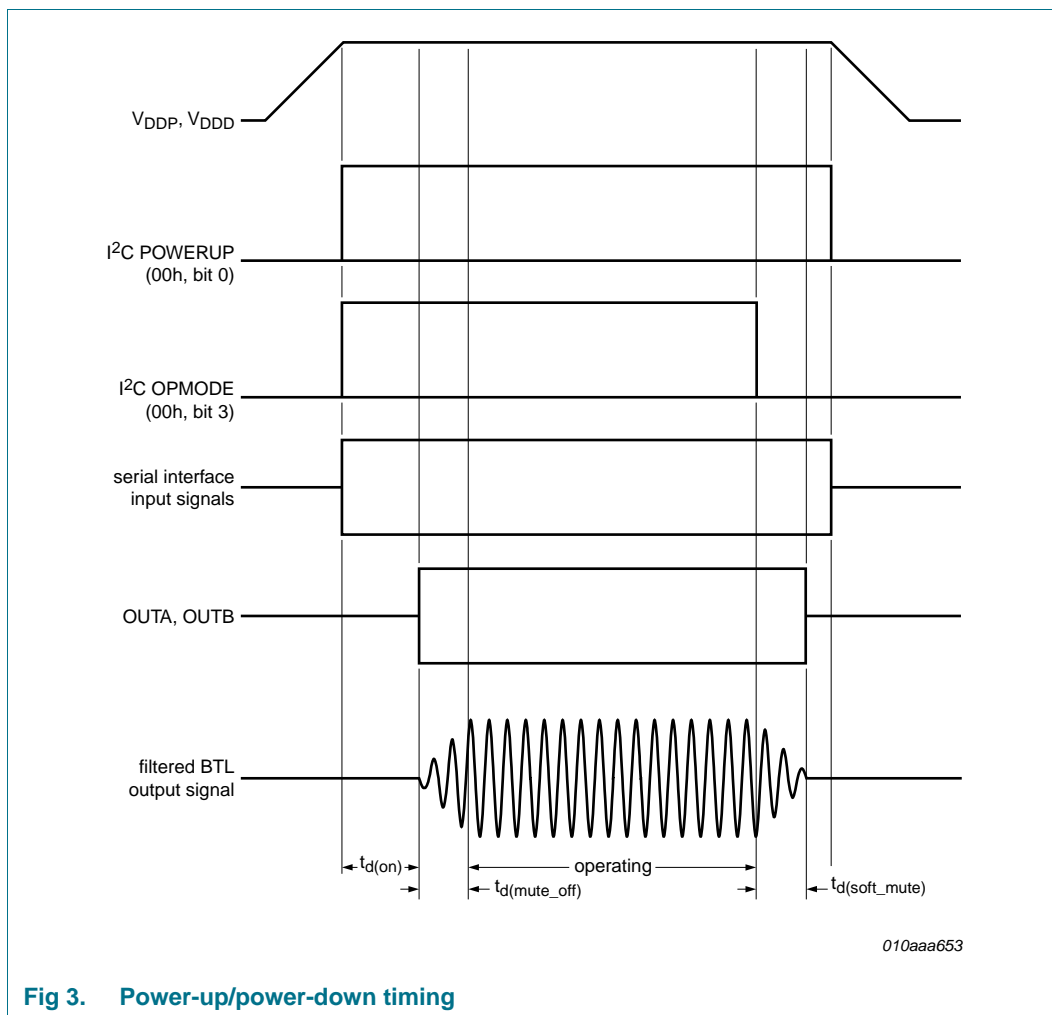 VDDP, VDDD
I2C POWERUP
(00h, bit 0)
I2C OPMODE
(00h, bit 3)
serial interface
input signals
OUTA, OUTB
filtered BTL
output signal
td(on)
operating
td(mute_off)
td(soft_mute)
010aaa653
Fig 3. Power-up/power-down timing